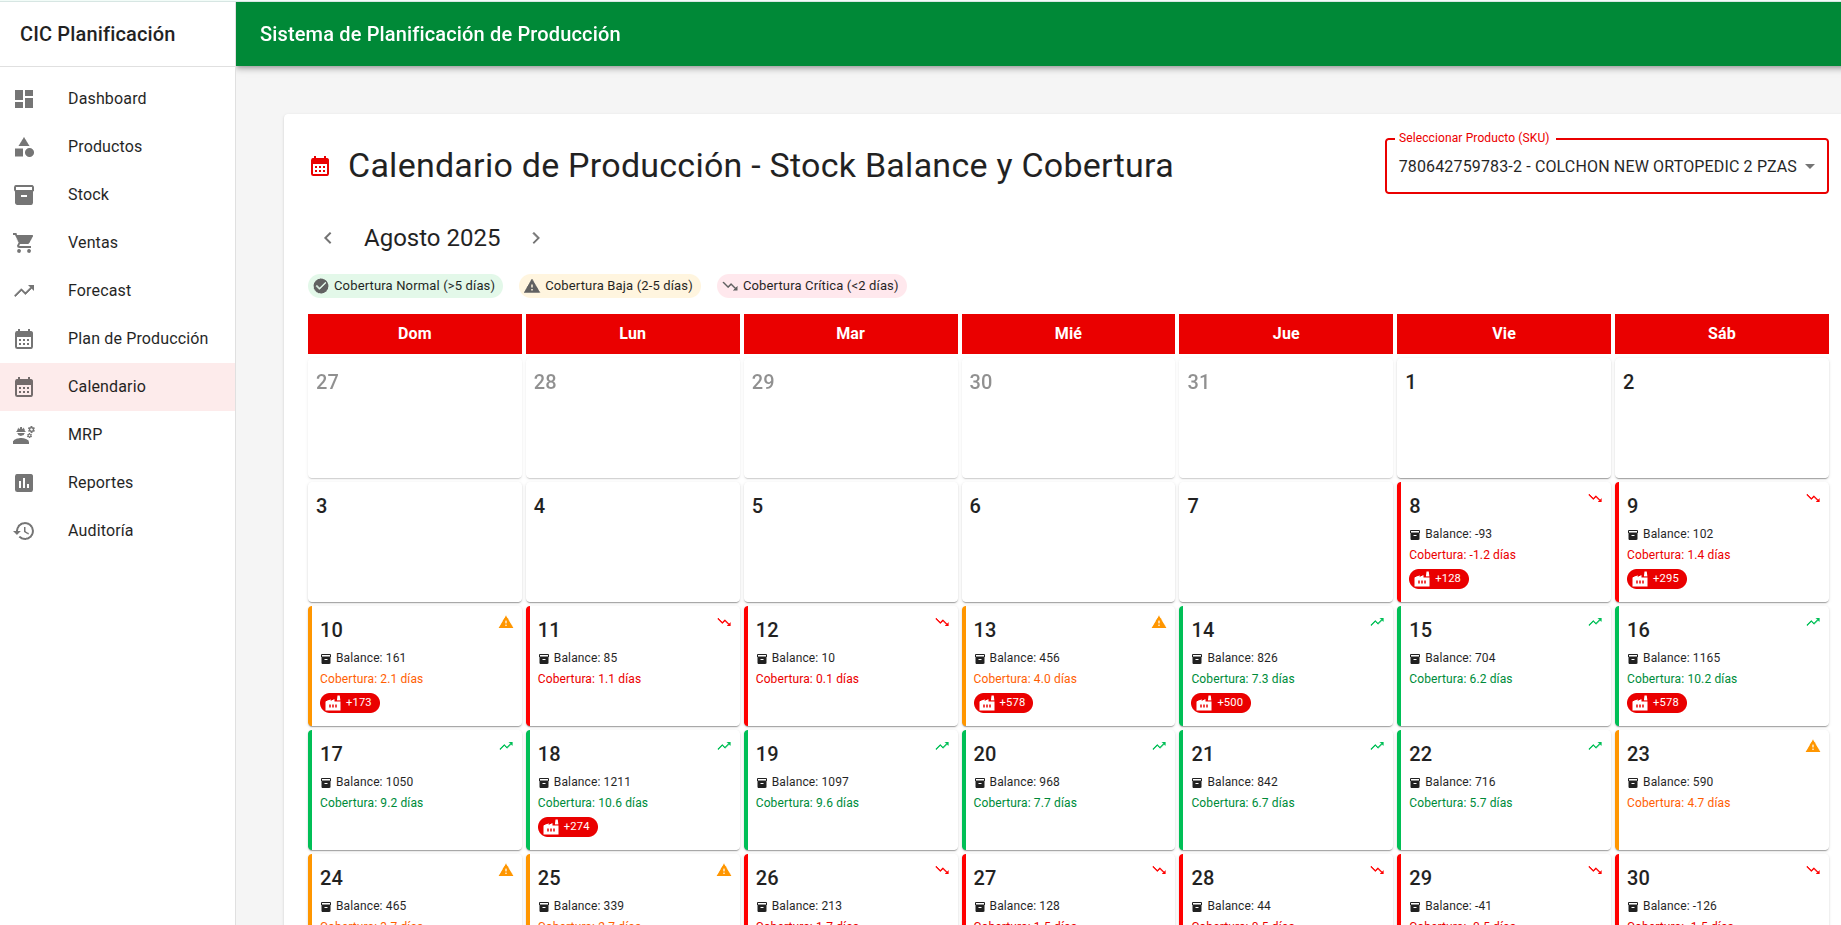 CIC Planificación
Sistema de Planificación de Producción
Dashboard
Productos
Stock
Ventas
Forecast
Plan de Producción
Calendario
MRP
Reportes
Auditoría
Calendario de Producción - Stock Balance y Cobertura
Seleccionar Producto (SKU)
780642759783-2 - COLCHON NEW ORTOPEDIC 2 PZAS
Agosto 2025
Cobertura Normal (>5 días)
Cobertura Baja (2-5 días)
Cobertura Crítica (<2 días)
Dom Lun Mar Mié Jue Vie Sáb
27 28 29 30 31 1 2
3 4 5 6 7
8
Balance: -93
Cobertura: -1.2 días
+128
9
Balance: 102
Cobertura: 1.4 días
+295
10
Balance: 161
Cobertura: 2.1 días
+173
11
Balance: 85
Cobertura: 1.1 días
12
Balance: 10
Cobertura: 0.1 días
13
Balance: 456
Cobertura: 4.0 días
+578
14
Balance: 826
Cobertura: 7.3 días
+500
15
Balance: 704
Cobertura: 6.2 días
16
Balance: 1165
Cobertura: 10.2 días
+578
17
Balance: 1050
Cobertura: 9.2 días
18
Balance: 1211
Cobertura: 10.6 días
+274
19
Balance: 1097
Cobertura: 9.6 días
20
Balance: 968
Cobertura: 7.7 días
21
Balance: 842
Cobertura: 6.7 días
22
Balance: 716
Cobertura: 5.7 días
23
Balance: 590
Cobertura: 4.7 días
24
Balance: 465
25
Balance: 339
26
Balance: 213
27
Balance: 128
28
Balance: 44
29
Balance: -41
30
Balance: -126